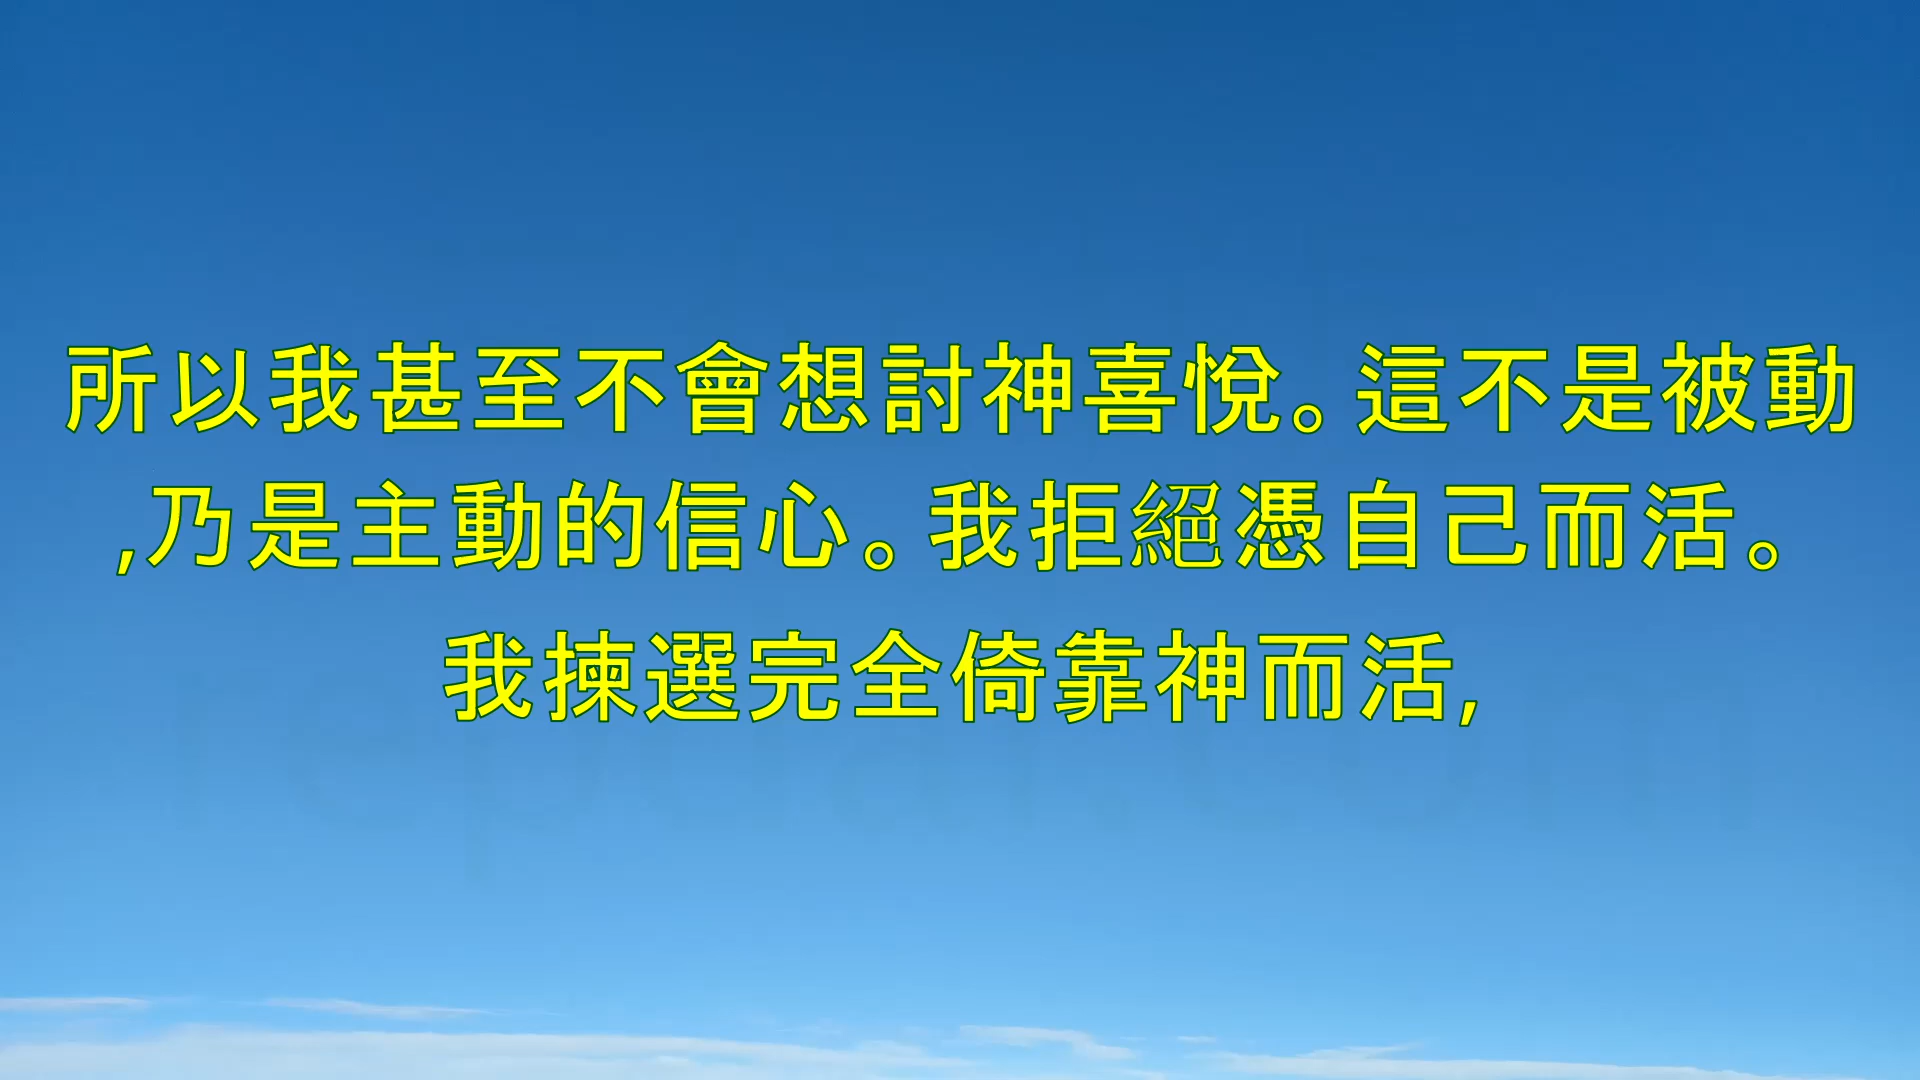 所以我甚至不會想討神喜悅。這不是被動
,乃是主動的信心。我拒絕憑自己而活。
我揀選完全倚靠神而活,